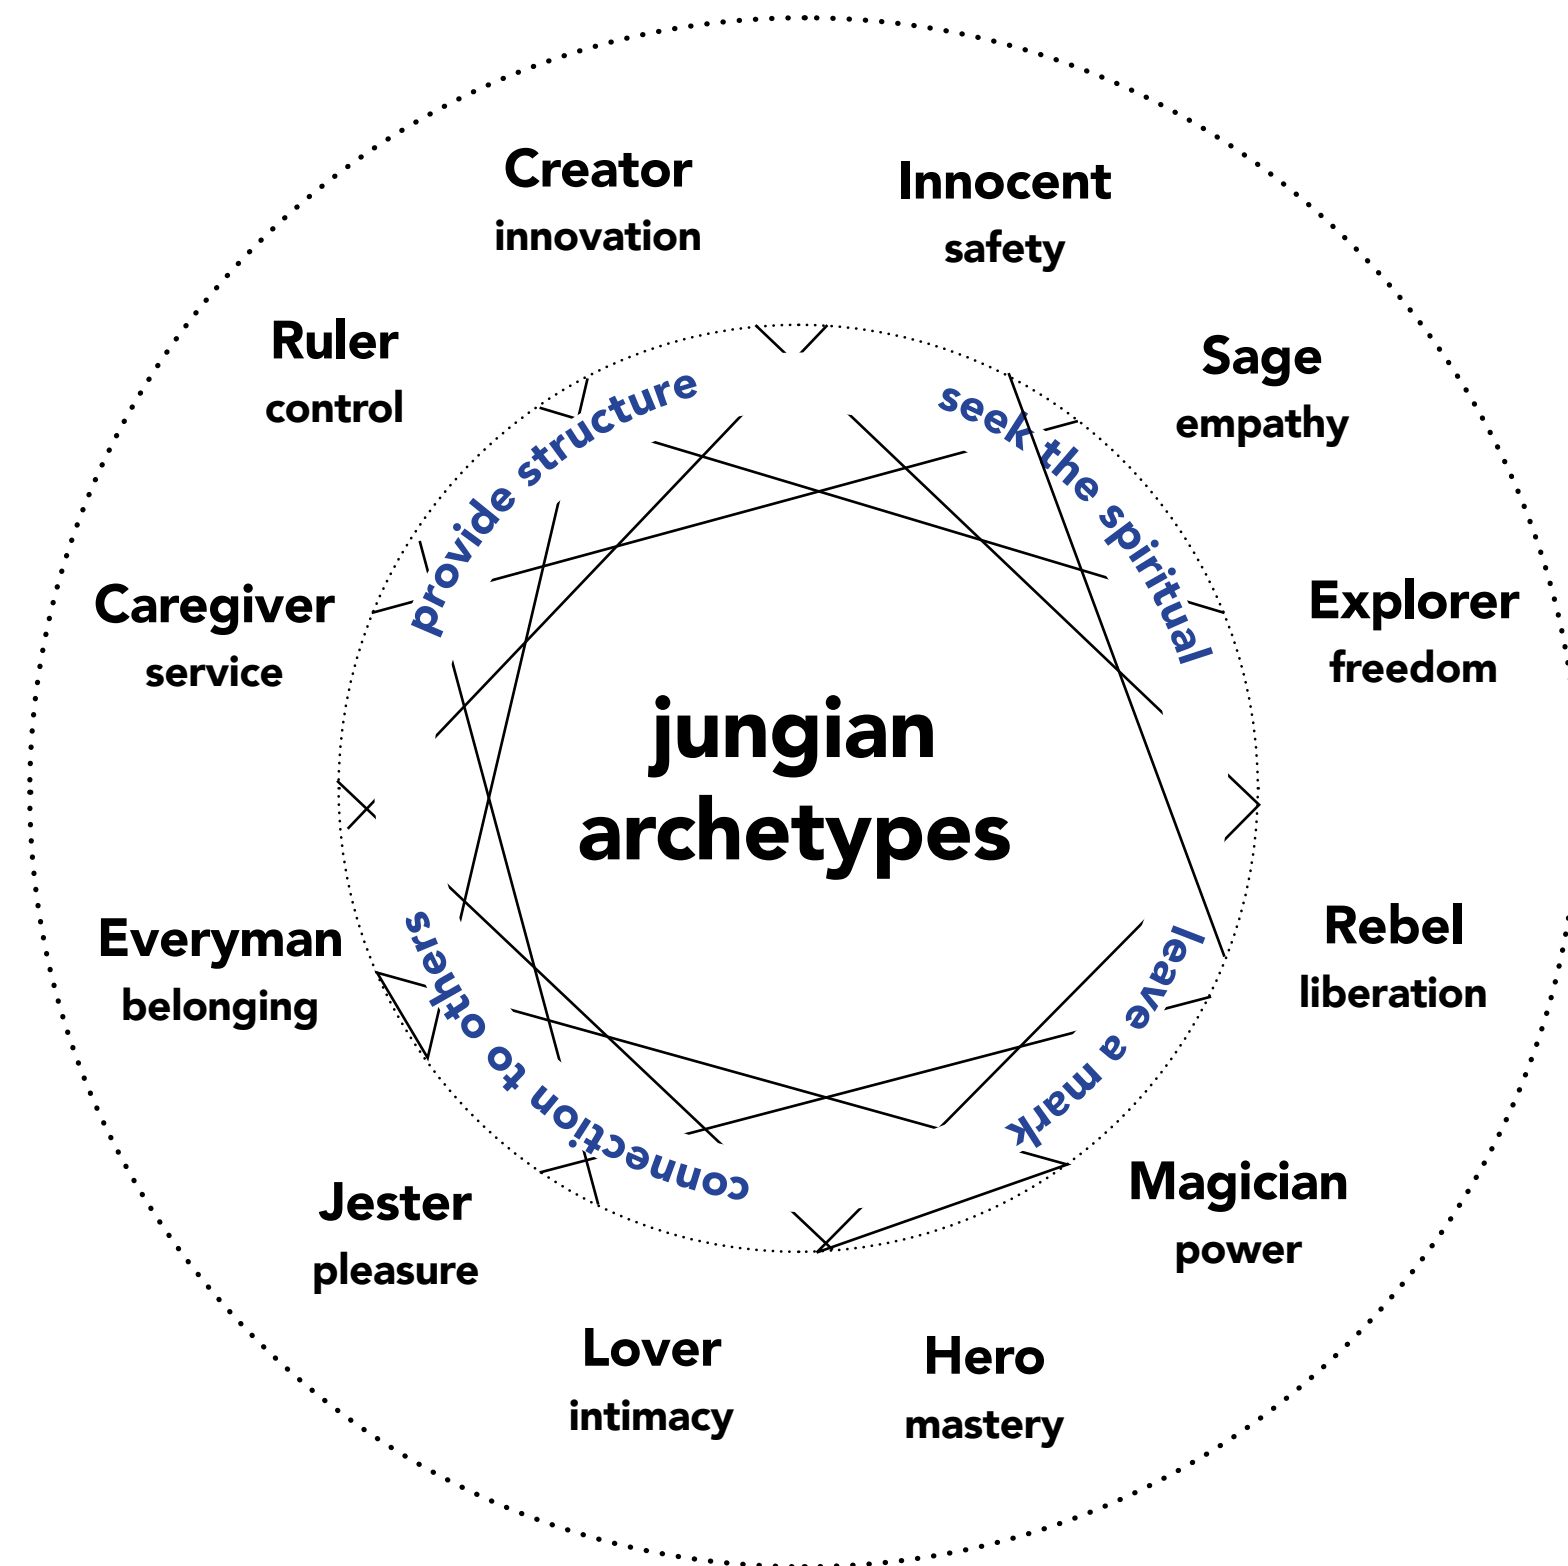 Creator
innovation
Innocent
safety
Ruler
control
Sage
empathy
provide structure
seek the spiritual
Caregiver
service
Explorer
freedom
jungian
archetypes
Everyman
belonging
Rebel
liberation
connection to others
leave a mark
Jester
pleasure
Magician
power
Lover
intimacy
Hero
mastery